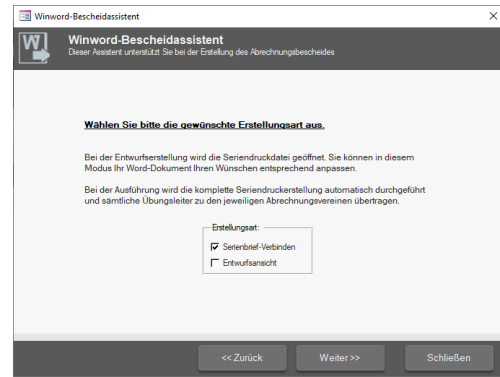 Winword-Bescheidassistent
W
Winword-Bescheidassistent
Dieser Assistent unterstützt Sie bei der Erstellung des Abrechnungsbescheides
Wählen Sie bitte die gewünschte Erstellungsart aus.
Bei der Entwurfserstellung wird die Seriendruckdatei geöffnet. Sie können in diesem
Modus Ihr Word-Dokument Ihren Wünschen entsprechend anpassen.
Bei der Ausführung wird die komplette Seriendruckerstellung automatisch durchgeführt
und sämtliche Übungsleiter zu den jeweiligen Abrechnungsvereinen übertragen.
Erstellungsart:
Serienbrief-Verbinden
Entwurfsansicht
<< Zurück Weiter >> Schließen